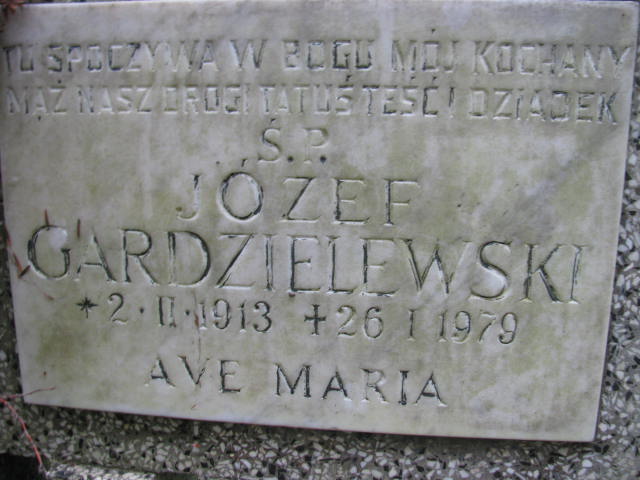 TU SPOCZYWA W BOGU MÓJ KOCHANY
MĄŻ NASZ DROGI TATUŚ TEŚĆ I DZIADEK
Ś.P.
JÓZEF
GARDZIELEWSKI
*2·II·1913 +26 I 1979
AVE MARIA